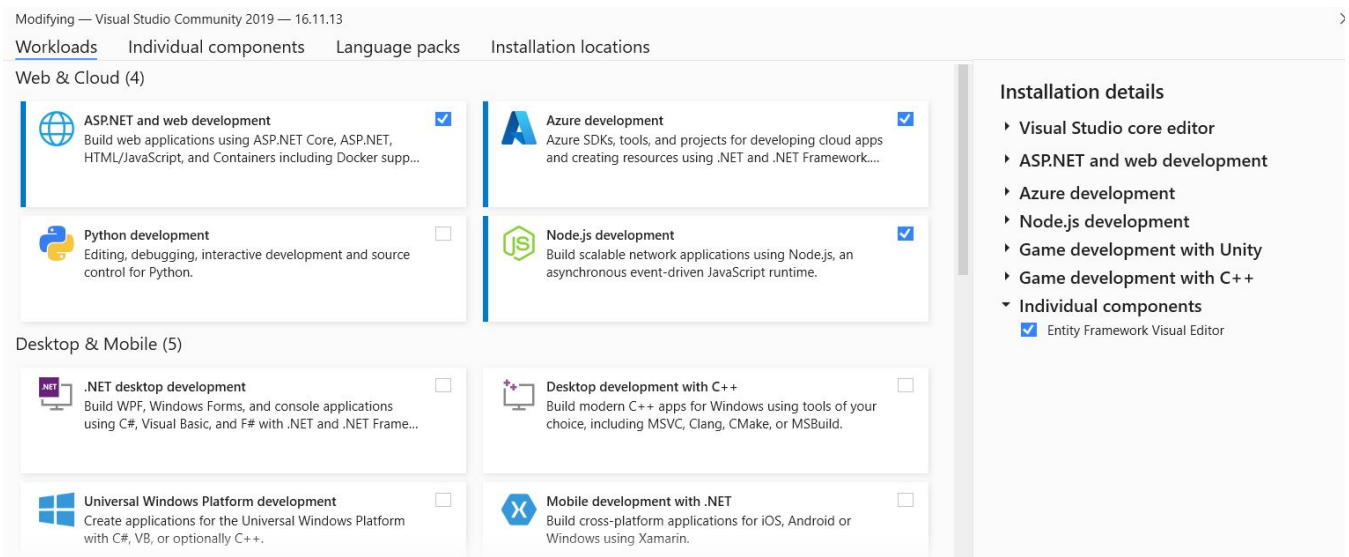 Modifying — Visual Studio Community 2019 — 16.11.13
Workloads Individual components Language packs Installation locations
Web & Cloud (4)
ASP.NET and web development
Build web applications using ASP.NET Core, ASP.NET,
HTML/JavaScript, and Containers including Docker supp...
Azure development
Azure SDKs, tools, and projects for developing cloud apps
and creating resources using .NET and .NET Framework....
Python development
Editing, debugging, interactive development and source
control for Python.
JS
Node.js development
Build scalable network applications using Node.js, an
asynchronous event-driven JavaScript runtime.
Desktop & Mobile (5)
.NET
.NET desktop development
Build WPF, Windows Forms, and console applications
using C#, Visual Basic, and F# with .NET and .NET Frame...
Desktop development with C++
Build modern C++ apps for Windows using tools of your
choice, including MSVC, Clang, CMake, or MSBuild.
Universal Windows Platform development
Create applications for the Universal Windows Platform
with C#, VB, or optionally C++.
Mobile development with .NET
Build cross-platform applications for iOS, Android or
Windows using Xamarin.
Installation details
Visual Studio core editor
ASP.NET and web development
Azure development
Node.js development
Game development with Unity
Game development with C++
Individual components
Entity Framework Visual Editor